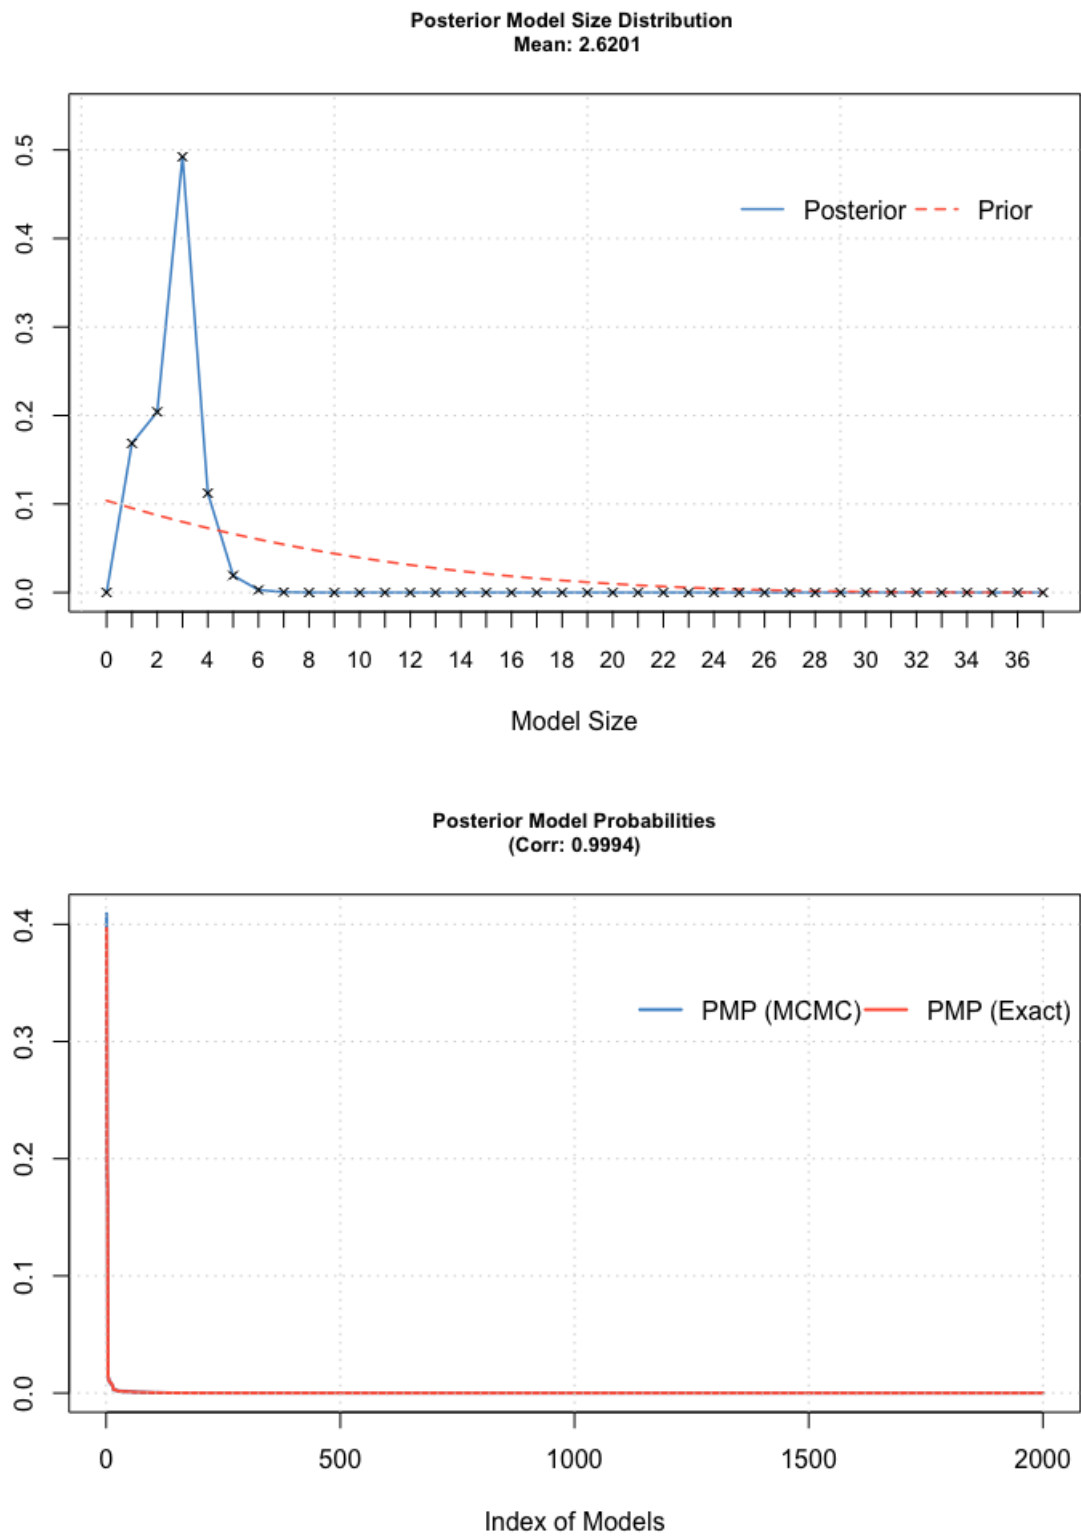 Posterior Model Size Distribution
Mean: 2.6201
0.5
0.4
0.3
0.2
0.1
0.0
Posterior
Prior
0 2 4 6 8 10 12 14 16 18 20 22 24 26 28 30 32 34 36
Model Size
Posterior Model Probabilities
(Corr: 0.9994)
0.4
0.3
0.2
0.1
0.0
PMP (MCMC)
PMP (Exact)
0 500 1000 1500 2000
Index of Models